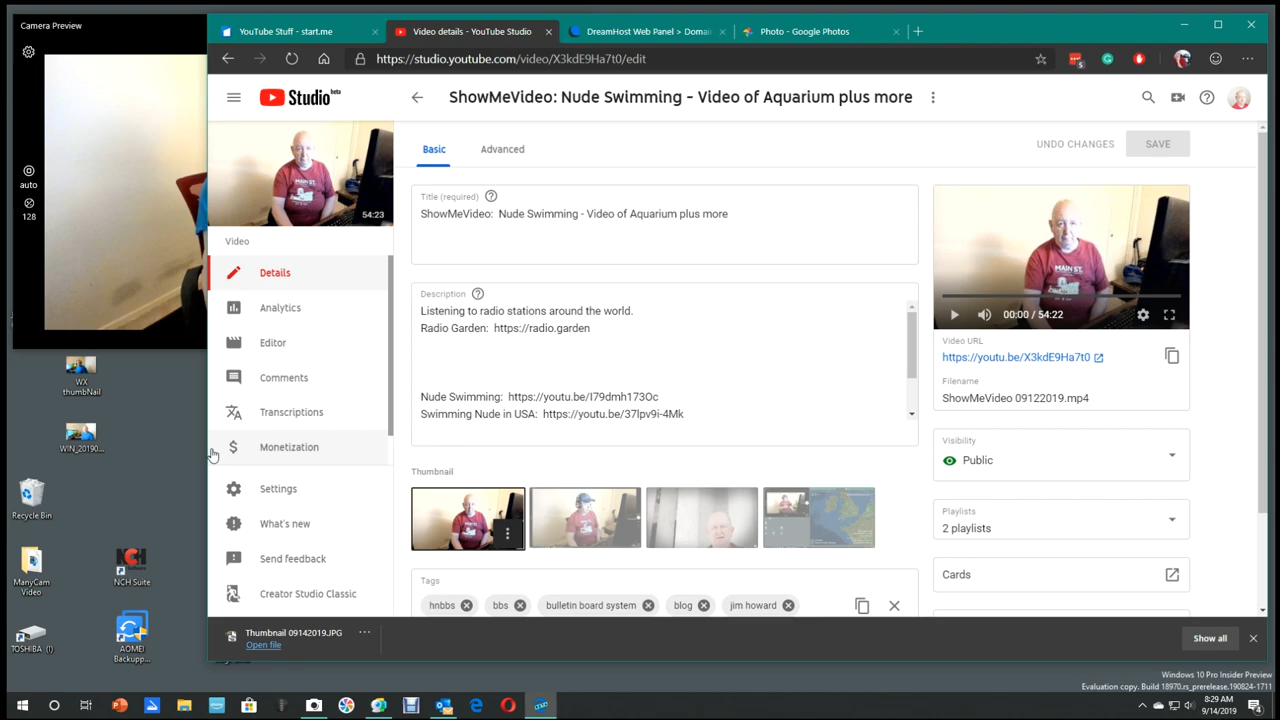 Camera Preview
YouTube Stuff - start.me
Video details - YouTube Studio
DreamHost Web Panel > Domai
Photo - Google Photos
https://studio.youtube.com/video/X3kdE9Ha7t0/edit
5
Studio beta
ShowMeVideo: Nude Swimming - Video of Aquarium plus more
Basic
Advanced
UNDO CHANGES
SAVE
auto
128
MAIN ST.
54:23
Title (required)
ShowMeVideo: Nude Swimming - Video of Aquarium plus more
Video
Details
Analytics
Editor
Comments
Transcriptions
Monetization
Settings
What's new
Send feedback
Creator Studio Classic
Description
Listening to radio stations around the world.
Radio Garden: https://radio.garden
Nude Swimming: https://youtu.be/I79dmh173Oc
Swimming Nude in USA: https://youtu.be/37lpv9i-4Mk
MAIN ST.
00:00 / 54:22
Video URL
https://youtu.be/X3kdE9Ha7t0
Filename
ShowMeVideo 09122019.mp4
Visibility
Public
Playlists
2 playlists
Cards
Thumbnail
Tags
hnbbs
bbs
bulletin board system
blog
jim howard
WX
thumbNail
WIN_20190...
Recycle Bin
ManyCam
Video
NCH Suite
TOSHIBA (I)
AOMEI
Backupp...
Thumbnail 09142019.JPG
Open file
Show all
Windows 10 Pro Insider Preview
Evaluation copy. Build 18970.rs_prerelease.190824-1711
8:29 AM
9/14/2019
4